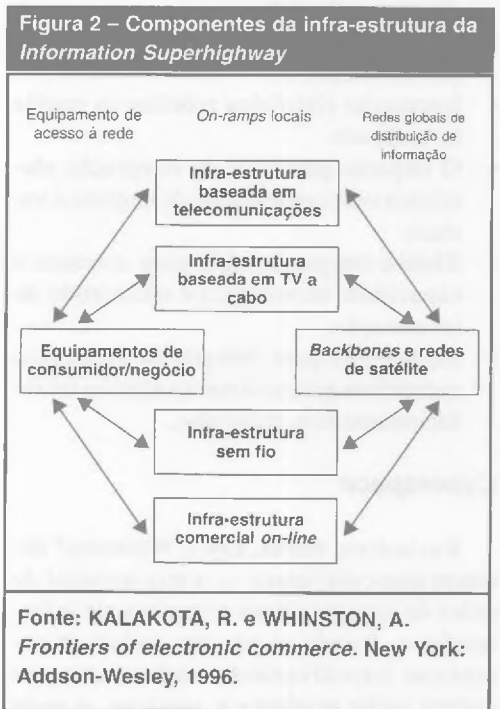 Figura 2 – Componentes da infra-estrutura da
Information Superhighway
Equipamento de
acesso á rede
On-ramps locais
Redes globais de
distribuição de
informação
Infra-estrutura
baseada em
telecomunicações
Infra-estrutura
baseada em TV a
cabo
Equipamentos de
consumidor/negócio
Backbones e redes
de satélite
Infra-estrutura
sem fio
Infra-estrutura
comercial on-line
Fonte: KALAKOTA, R. e WHINSTON, A.
Frontiers of electronic commerce. New York:
Addson-Wesley, 1996.